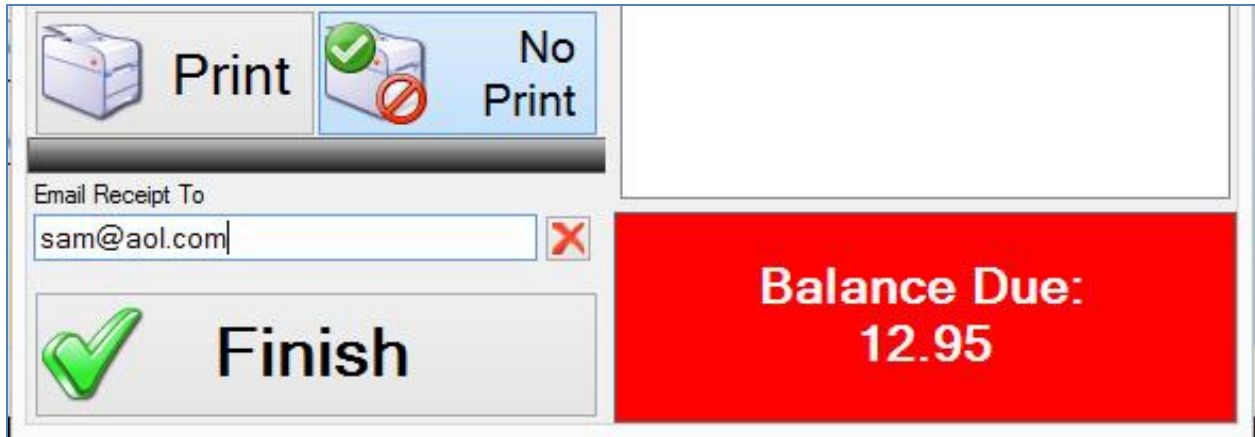 Print
No
Print
Email Receipt To
sam@aol.com
Finish
Balance Due:
12.95